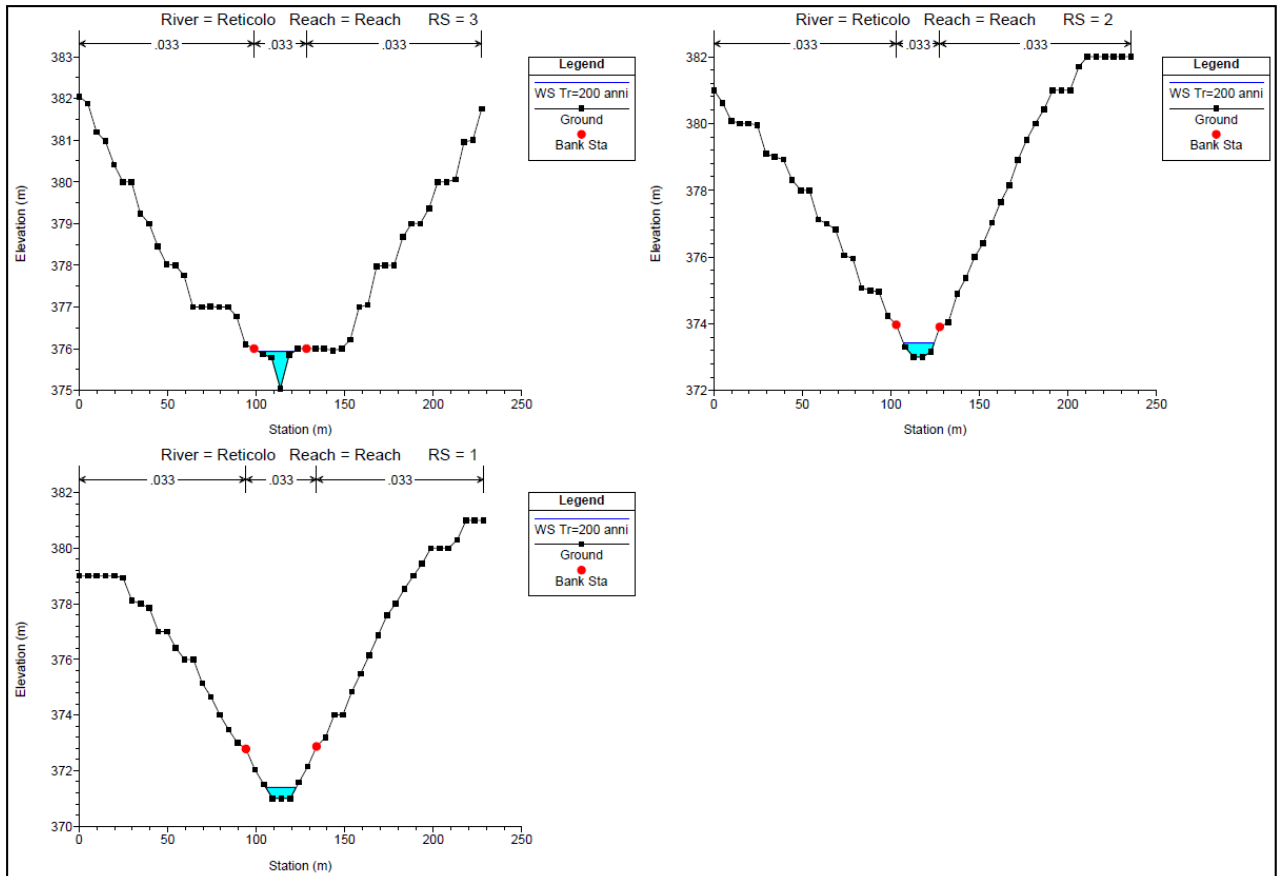 River = Reticolo Reach = Reach RS = 3
.033 .033 .033
383
382
381
380
379
378
377
376
375
Elevation (m)
0 50 100 150 200 250
Station (m)
Legend
WS Tr=200 anni
Ground
Bank Sta
River = Reticolo Reach = Reach RS = 2
.033 .033 .033
382
380
378
376
374
372
Elevation (m)
0 50 100 150 200 250
Station (m)
Legend
WS Tr=200 anni
Ground
Bank Sta
River = Reticolo Reach = Reach RS = 1
.033 .033 .033
382
380
378
376
374
372
370
Elevation (m)
0 50 100 150 200 250
Station (m)
Legend
WS Tr=200 anni
Ground
Bank Sta